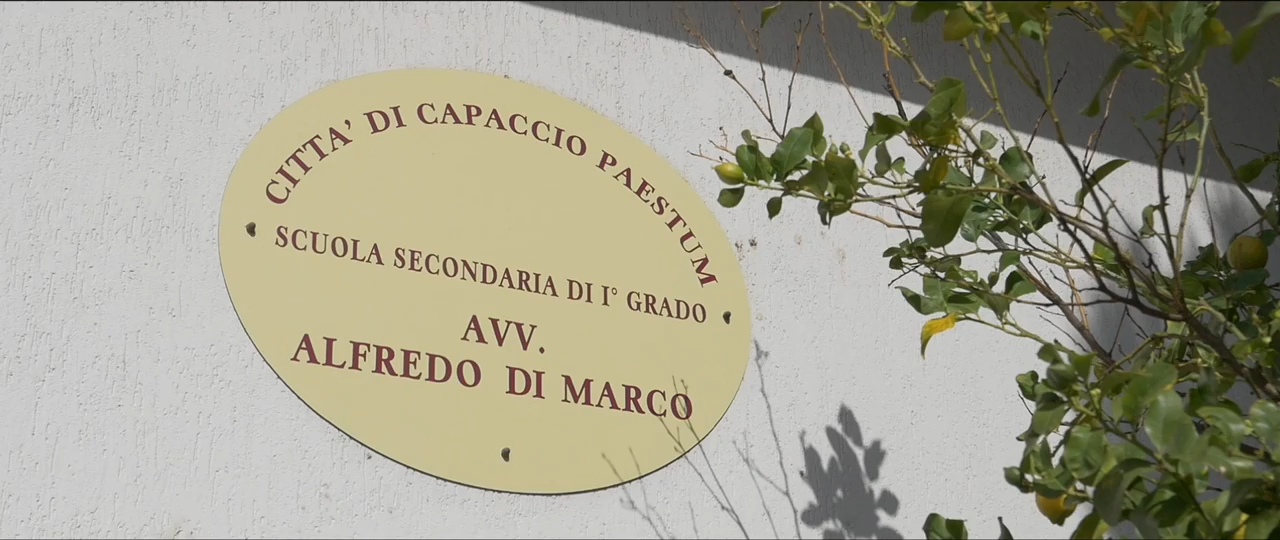 CITTA' DI CAPACCIO PAESTUM
SCUOLA SECONDARIA DI I° GRADO
AVV.
ALFREDO DI MARCO